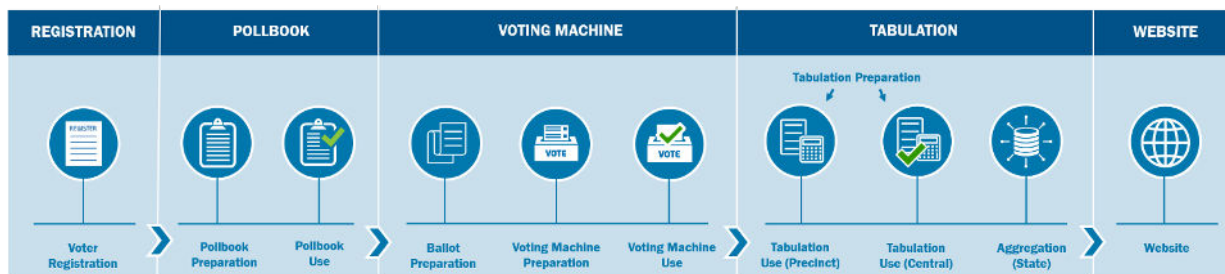 REGISTRATION
POLLBOOK
VOTING MACHINE
TABULATION
WEBSITE
Tabulation Preparation
REGISTER
VOTE
VOTE
Voter
Registration
Pollbook
Preparation
Pollbook
Use
Ballot
Preparation
Voting Machine
Preparation
Voting Machine
Use
Tabulation
Use (Precinct)
Tabulation
Use (Central)
Aggregation
(State)
Website